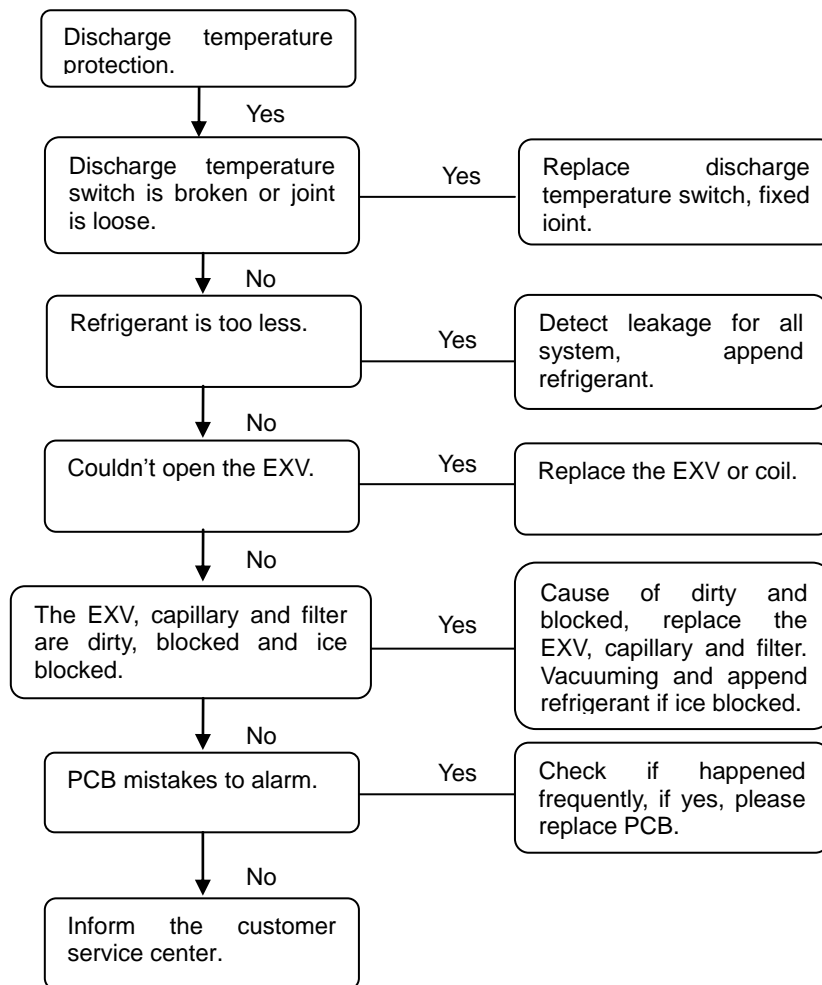 Discharge temperature
protection.
Yes
Discharge temperature
switch is broken or joint
is loose.
Yes
Replace discharge
temperature switch, fixed
joint.
No
Refrigerant is too less.
Yes
Detect leakage for all
system, append
refrigerant.
No
Couldn’t open the EXV.
Yes
Replace the EXV or coil.
No
The EXV, capillary and filter
are dirty, blocked and ice
blocked.
Yes
Cause of dirty and
blocked, replace the
EXV, capillary and filter.
Vacuuming and append
refrigerant if ice blocked.
No
PCB mistakes to alarm.
Yes
Check if happened
frequently, if yes, please
replace PCB.
No
Inform the customer
service center.